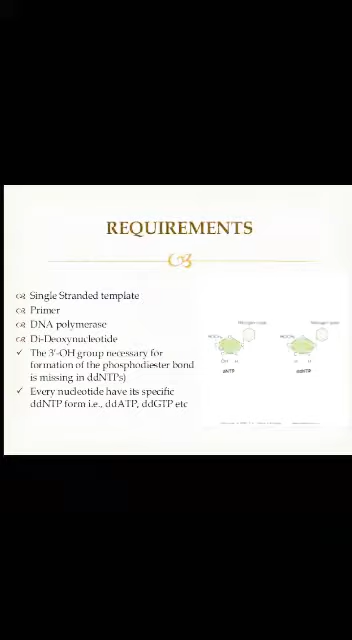 REQUIREMENTS
Single Stranded template
Primer
DNA polymerase
Di-Deoxynucleotide
✓ The 3'-OH group necessary for
formation of the phosphodiester bond
is missing in ddNTPs)
✓ Every nucleotide have its specific
ddNTP form i.e., ddATP, ddGTP etc
dNTP ddNTP